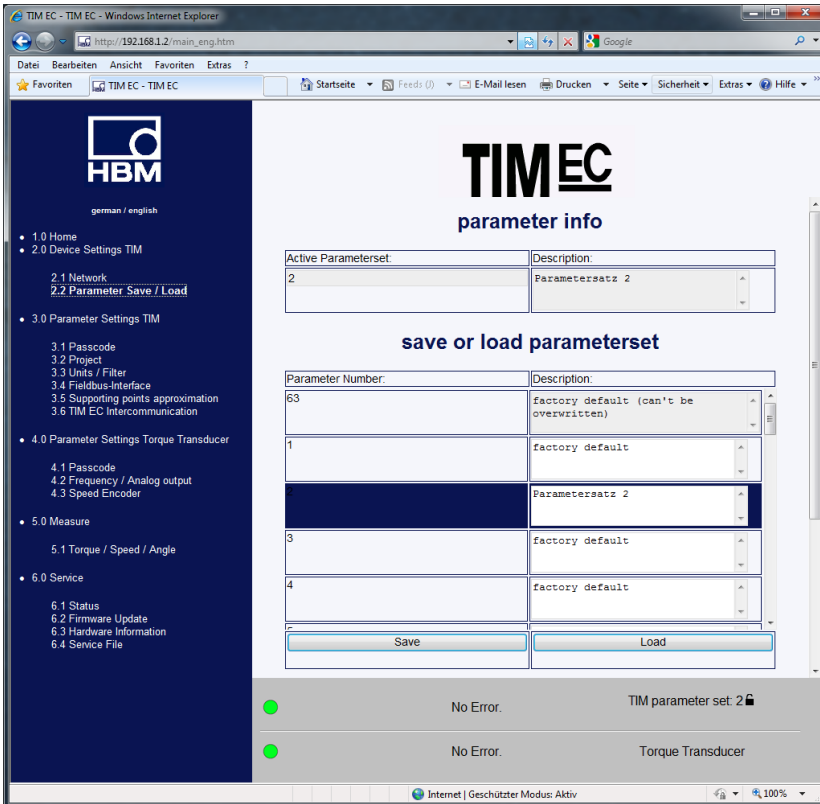 TIM EC - TIM EC - Windows Internet Explorer
http://192.168.1.2/main_eng.htm
Google
Datei Bearbeiten Ansicht Favoriten Extras ?
Favoriten TIM EC - TIM EC Startseite Feeds (J) E-Mail lesen Drucken Seite Sicherheit Extras Hilfe
HBM
german / english
1.0 Home
2.0 Device Settings TIM
2.1 Network
2.2 Parameter Save / Load
3.0 Parameter Settings TIM
3.1 Passcode
3.2 Project
3.3 Units / Filter
3.4 Fieldbus-Interface
3.5 Supporting points approximation
3.6 TIM EC Intercommunication
4.0 Parameter Settings Torque Transducer
4.1 Passcode
4.2 Frequency / Analog output
4.3 Speed Encoder
5.0 Measure
5.1 Torque / Speed / Angle
6.0 Service
6.1 Status
6.2 Firmware Update
6.3 Hardware Information
6.4 Service File
TIM EC
parameter info
Active Parameterset: Description:
2 Parametersatz 2
save or load parameterset
Parameter Number: Description:
63 factory default (can't be
overwritten)
1 factory default
2 Parametersatz 2
3 factory default
4 factory default
Save Load
No Error. TIM parameter set: 2
No Error. Torque Transducer
Internet | Geschützter Modus: Aktiv 100%